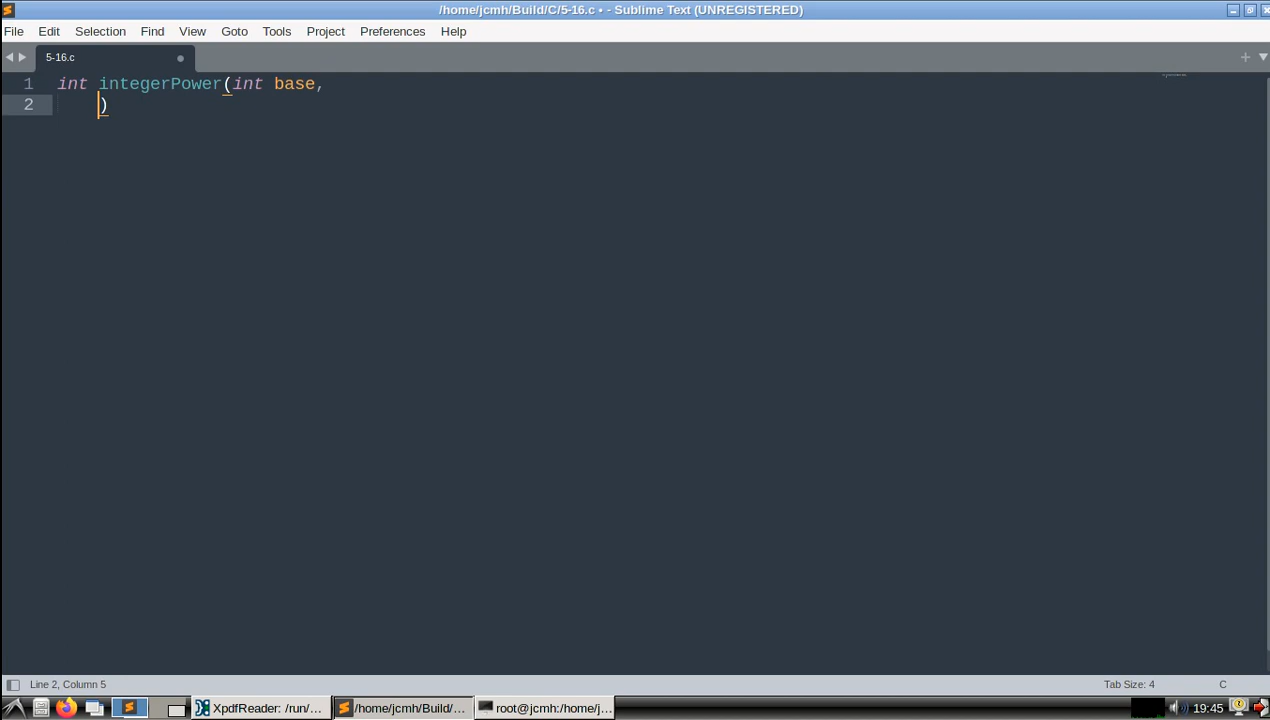 /home/jcmh/Build/C/5-16.c • - Sublime Text (UNREGISTERED)
File Edit Selection Find View Goto Tools Project Preferences Help
5-16.c
1 int integerPower(int base,
2 )
Line 2, Column 5 Tab Size: 4 C
XpdfReader: /run/... /home/jcmh/Build/... root@jcmh:/home/j... 19:45